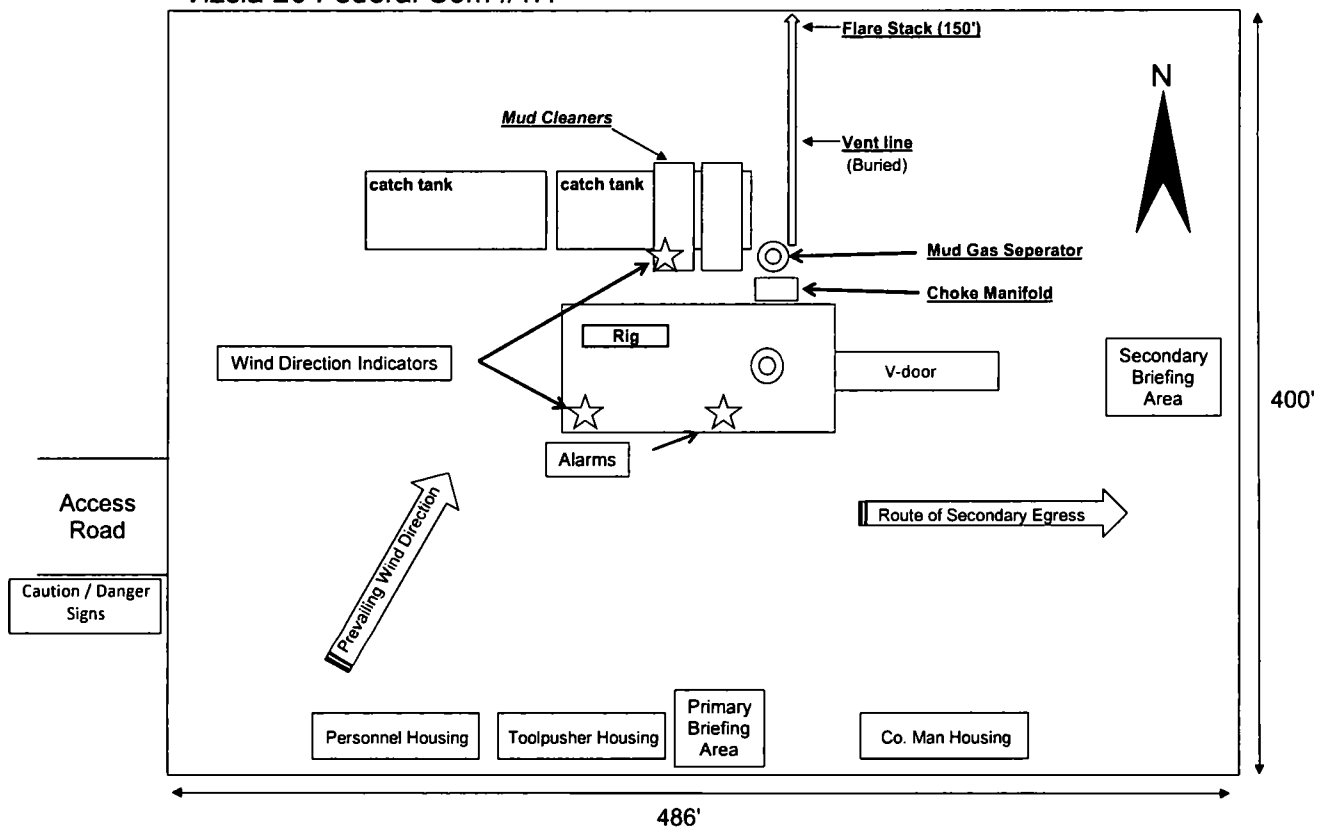 Flare Stack (150')
N
Mud Cleaners
Vent line
(Buried)
catch tank
catch tank
Mud Gas Seperator
Choke Manifold
Rig
Wind Direction Indicators
V-door
Secondary
Briefing
Area
400'
Alarms
Access
Road
Prevailing Wind Direction
Route of Secondary Egress
Caution / Danger
Signs
Personnel Housing
Toolpusher Housing
Primary
Briefing
Area
Co. Man Housing
486'